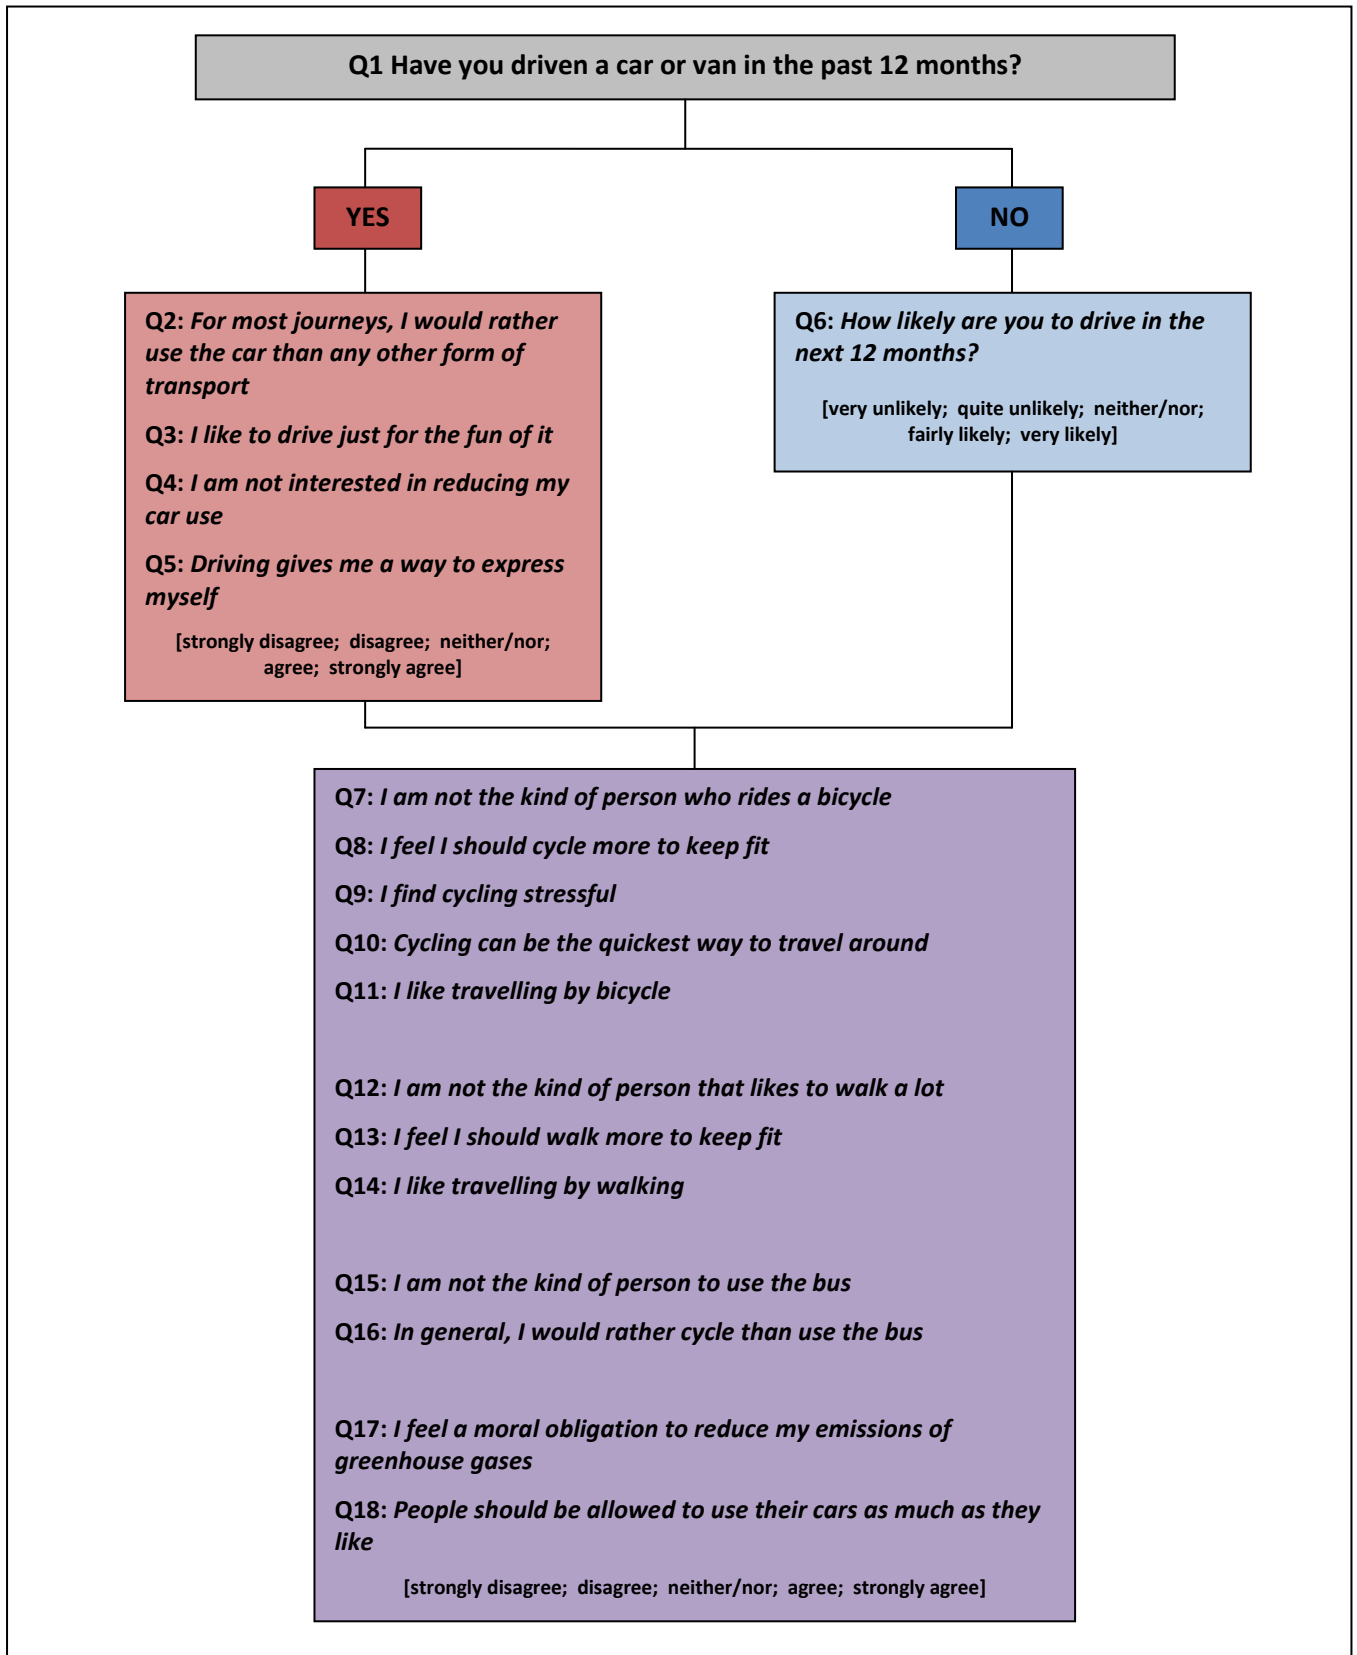 Q1 Have you driven a car or van in the past 12 months?
YES
NO
Q2: For most journeys, I would rather
use the car than any other form of
transport
Q3: I like to drive just for the fun of it
Q4: I am not interested in reducing my
car use
Q5: Driving gives me a way to express
myself
[strongly disagree; disagree; neither/nor;
agree; strongly agree]
Q6: How likely are you to drive in the
next 12 months?
[very unlikely; quite unlikely; neither/nor;
fairly likely; very likely]
Q7: I am not the kind of person who rides a bicycle
Q8: I feel I should cycle more to keep fit
Q9: I find cycling stressful
Q10: Cycling can be the quickest way to travel around
Q11: I like travelling by bicycle
Q12: I am not the kind of person that likes to walk a lot
Q13: I feel I should walk more to keep fit
Q14: I like travelling by walking
Q15: I am not the kind of person to use the bus
Q16: In general, I would rather cycle than use the bus
Q17: I feel a moral obligation to reduce my emissions of
greenhouse gases
Q18: People should be allowed to use their cars as much as they
like
[strongly disagree; disagree; neither/nor; agree; strongly agree]